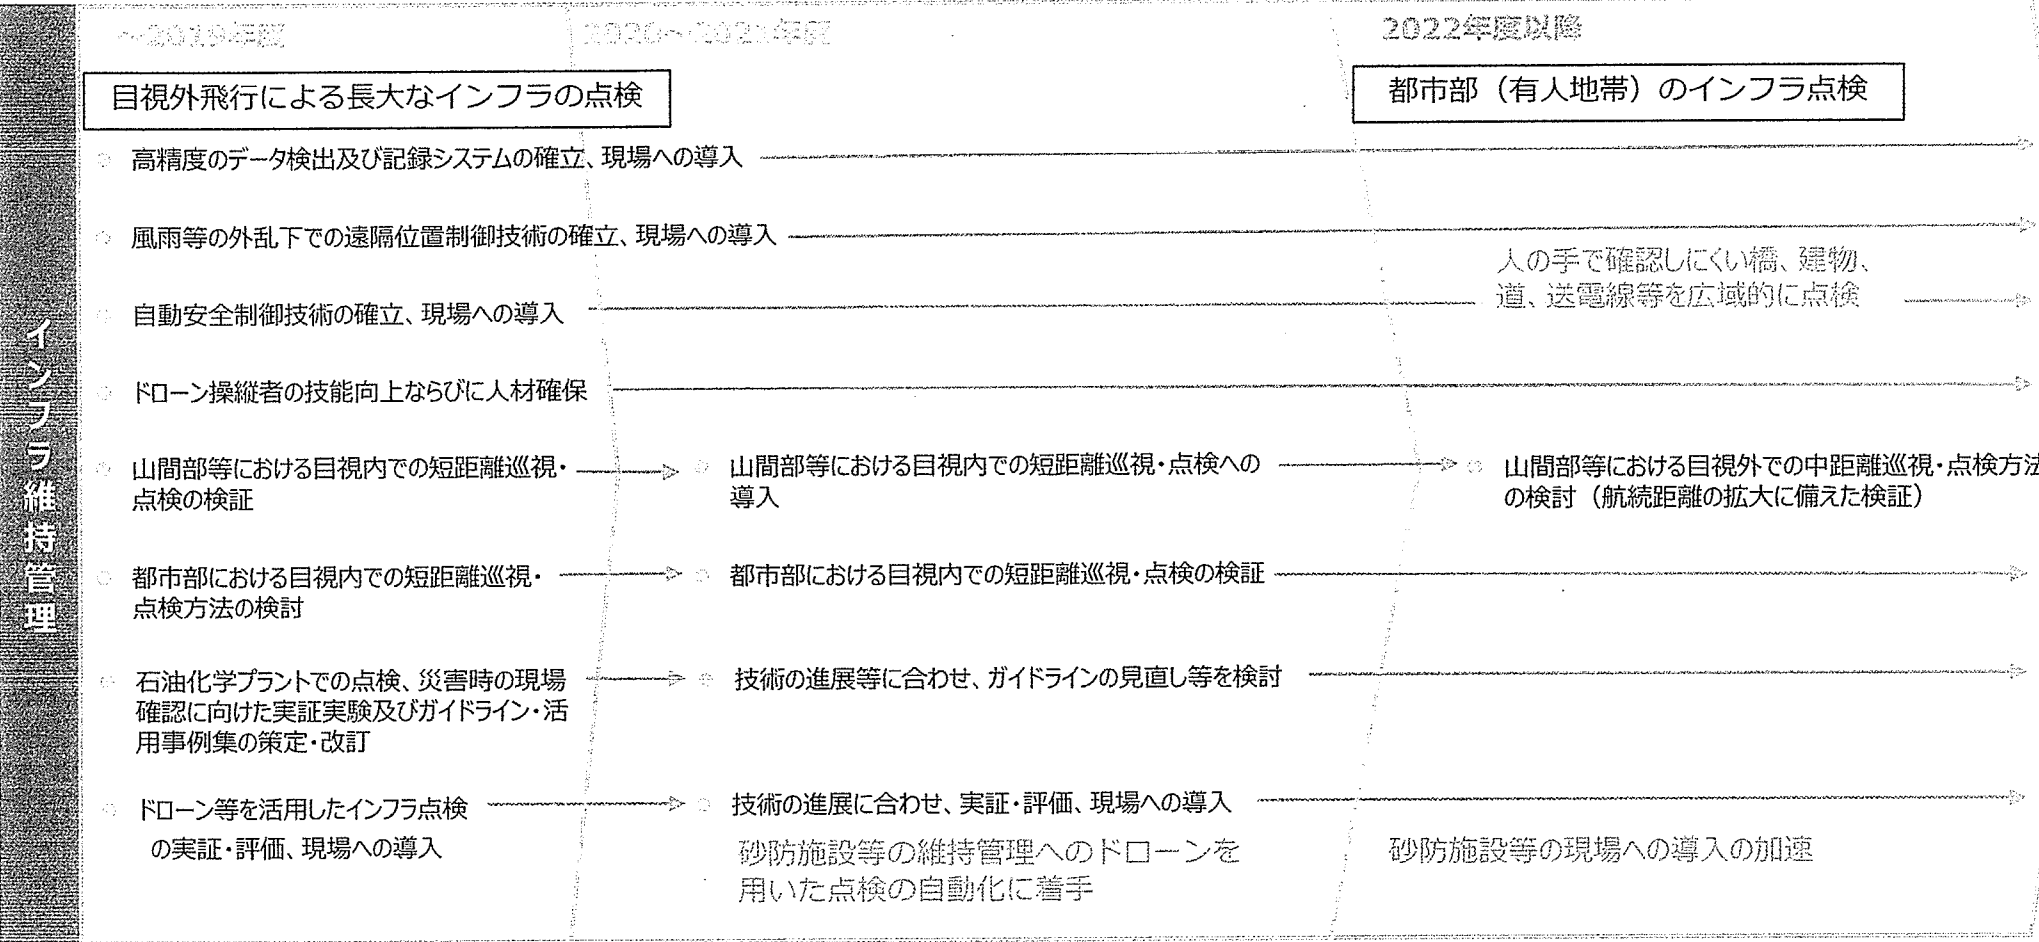 ～2019年度
2020～2021年度
2022年度以降
インフラ維持管理
目視外飛行による長大なインフラの点検
都市部（有人地帯）のインフラ点検
高精度のデータ検出及び記録システムの確立、現場への導入
風雨等の外乱下での遠隔位置制御技術の確立、現場への導入
人の手で確認しにくい橋、建物、
道、送電線等を広域的に点検
自動安全制御技術の確立、現場への導入
ドローン操縦者の技能向上ならびに人材確保
山間部等における目視内での短距離巡視・
点検の検証
山間部等における目視内での短距離巡視・点検への
導入
山間部等における目視外での中距離巡視・点検方法
の検討（航続距離の拡大に備えた検証）
都市部における目視内での短距離巡視・
点検方法の検討
都市部における目視内での短距離巡視・点検の検証
石油化学プラントでの点検、災害時の現場
確認に向けた実証実験及びガイドライン・活
用事例集の策定・改訂
技術の進展等に合わせ、ガイドラインの見直し等を検討
ドローン等を活用したインフラ点検
の実証・評価、現場への導入
技術の進展に合わせ、実証・評価、現場への導入
砂防施設等の維持管理へのドローンを
用いた点検の自動化に着手
砂防施設等の現場への導入の加速